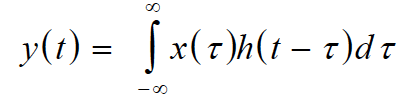 y(t) = ∫_{-∞}^{∞} x(τ)h(t − τ)dτ